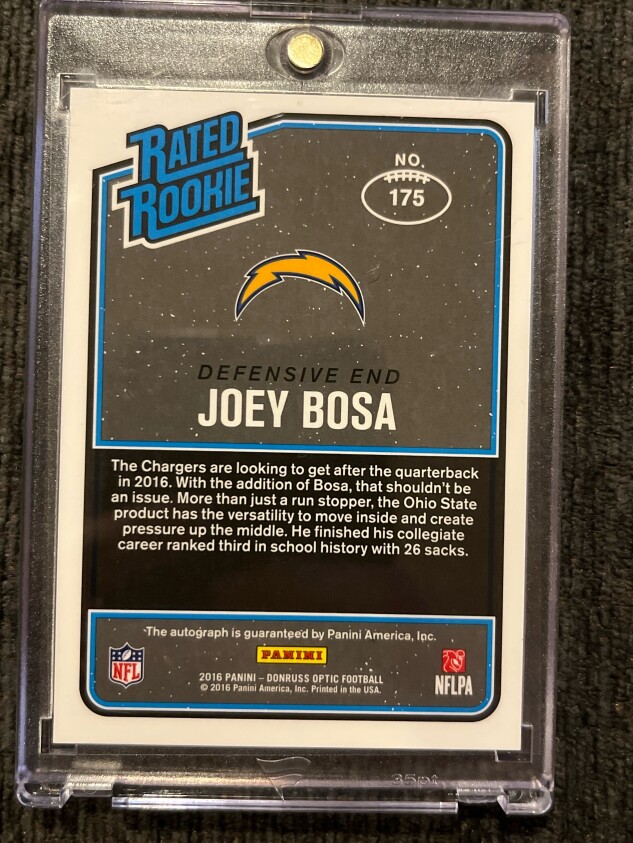 RATED
ROOKIE
NO.
175
DEFENSIVE END
JOEY BOSA
The Chargers are looking to get after the quarterback
in 2016. With the addition of Bosa, that shouldn't be
an issue. More than just a run stopper, the Ohio State
product has the versatility to move inside and create
pressure up the middle. He finished his collegiate
career ranked third in school history with 26 sacks.
The autograph is guaranteed by Panini America, Inc.
PANINI
NFL
2016 PANINI – DONRUSS OPTIC FOOTBALL
© 2016 Panini America, Inc. Printed in the USA.
NFLPA
35pt